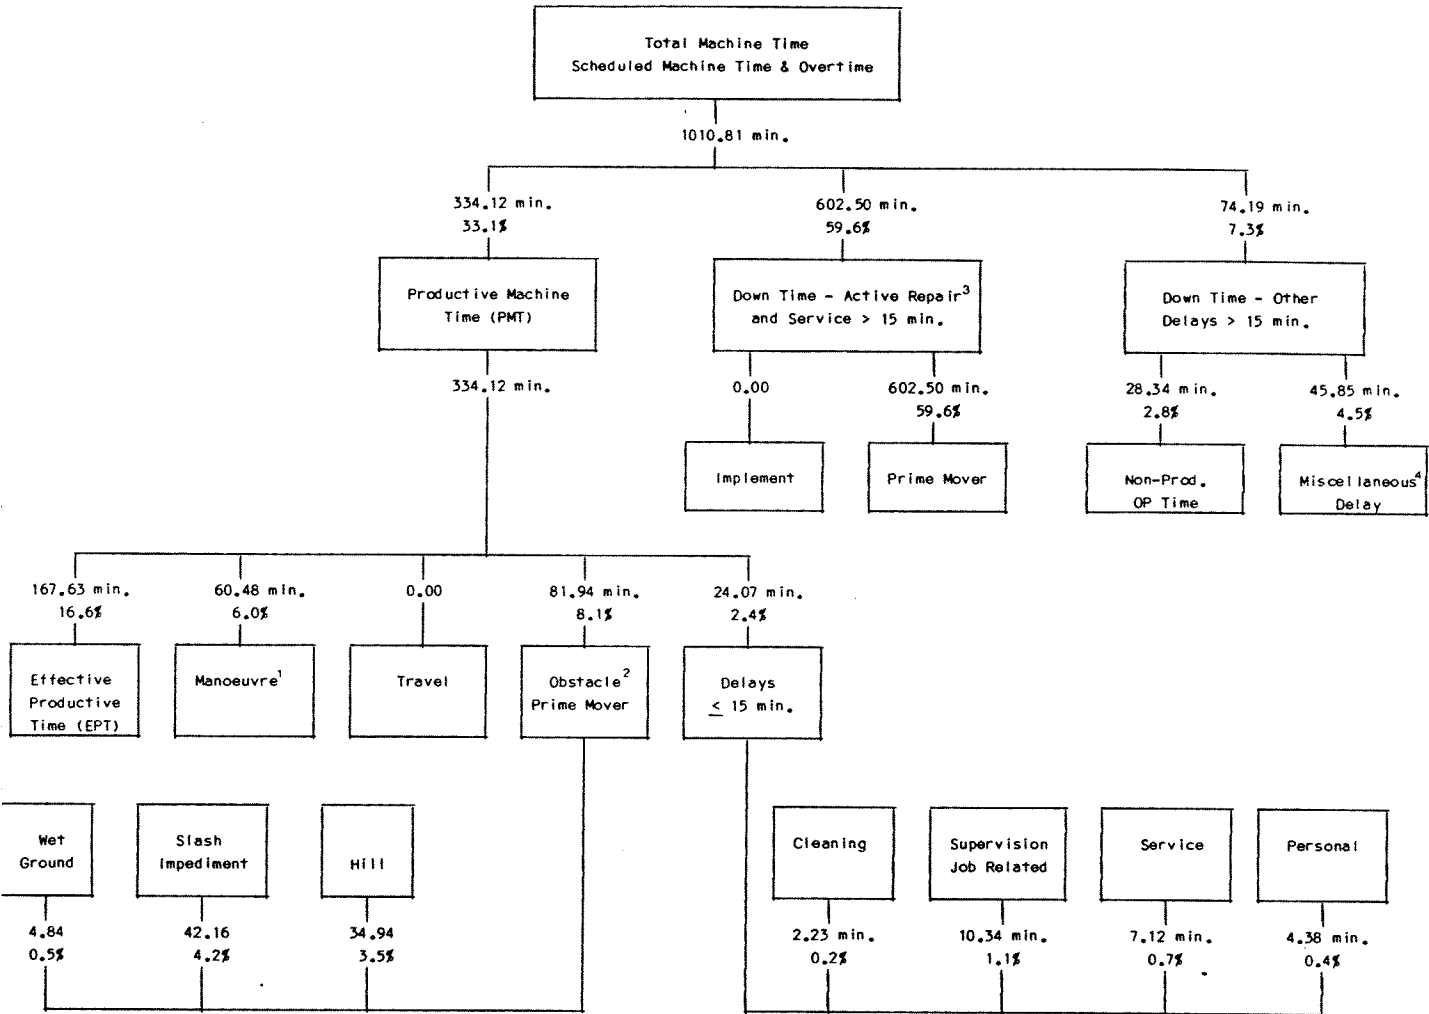 Total Machine Time
Scheduled Machine Time & Overtime
1010.81 min.
334.12 min.
33.1%
602.50 min.
59.6%
74.19 min.
7.3%
Productive Machine
Time (PMT)
Down Time - Active Repair3
and Service > 15 min.
Down Time - Other
Delays > 15 min.
334.12 min.
0.00
602.50 min.
59.6%
28.34 min.
2.8%
45.85 min.
4.5%
Implement
Prime Mover
Non-Prod.
OP Time
Miscellaneous4
Delay
167.63 min.
16.6%
60.48 min.
6.0%
0.00
81.94 min.
8.1%
24.07 min.
2.4%
Effective
Productive
Time (EPT)
Manoeuvre1
Travel
Obstacle2
Prime Mover
Delays
≤ 15 min.
Wet
Ground
Slash
Impediment
Hill
Cleaning
Supervision
Job Related
Service
Personal
4.84
0.5%
42.16
4.2%
34.94
3.5%
2.23 min.
0.2%
10.34 min.
1.1%
7.12 min.
0.7%
4.38 min.
0.4%